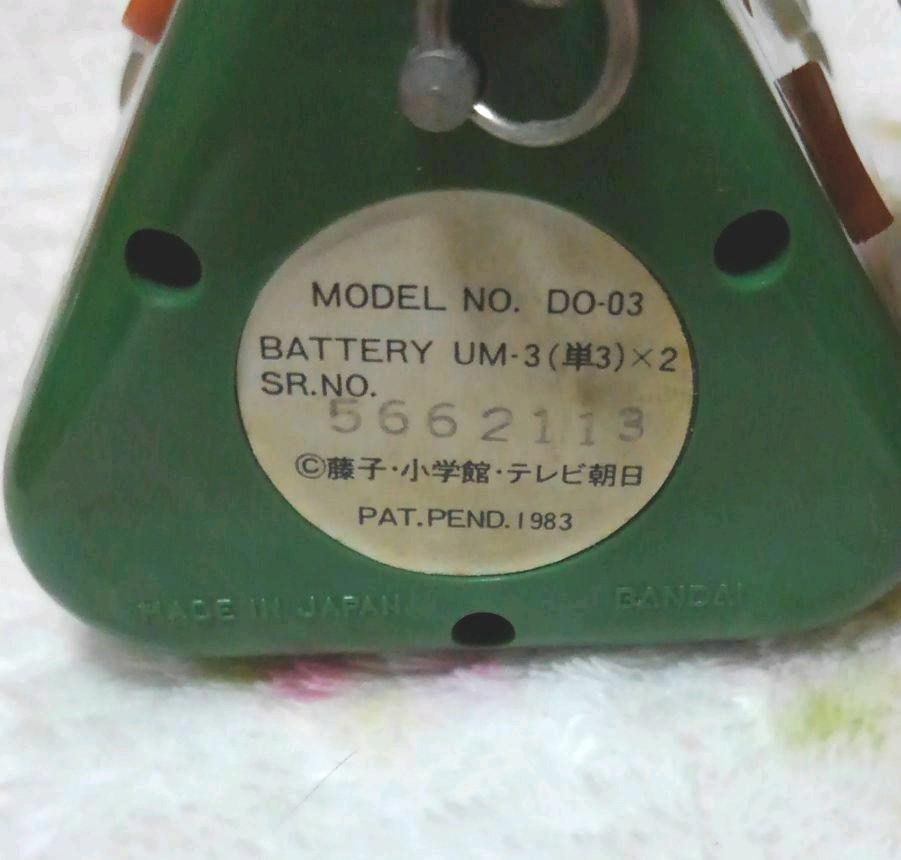 MODEL NO. DO-03
BATTERY UM-3(単3)×2
SR.NO.
5662113
©藤子・小学館・テレビ朝日
PAT.PEND.1983
MADE IN JAPAN
BANDAI